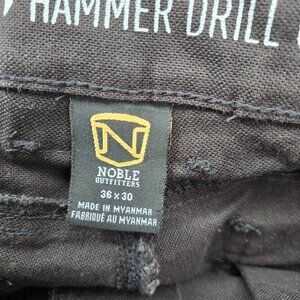 HAMMER DRILL
N
NOBLE
OUTFITTERS
36 x 30
MADE IN MYANMAR
FABRIQUÉ AU MYANMAR